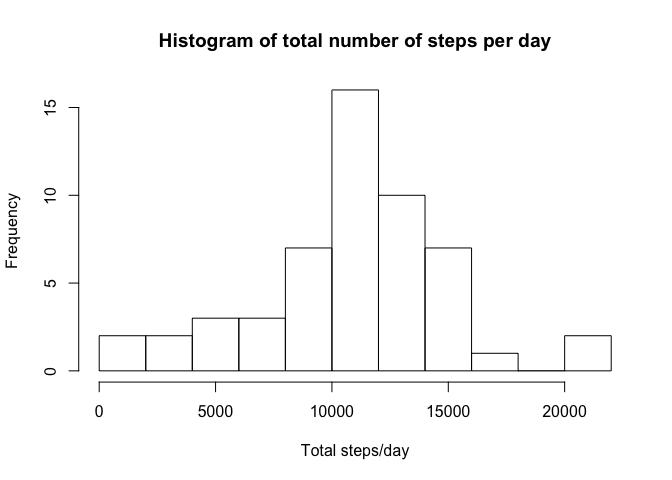 Histogram of total number of steps per day
Frequency
15
10
5
0
0 5000 10000 15000 20000
Total steps/day